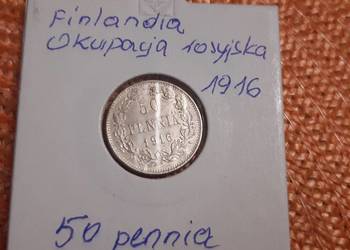 Finlandia
Okupacja rosyjska
1916
50
PENNIÄ
1916
50 pennia